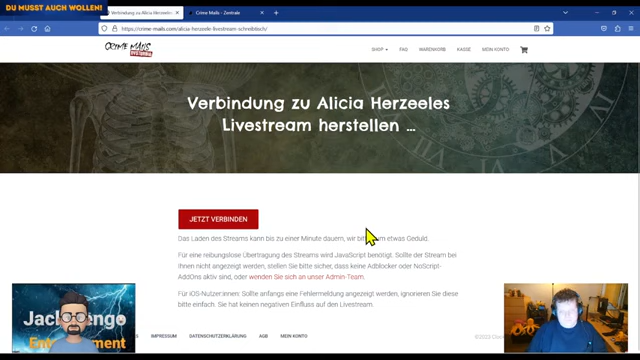 DU MUSST AUCH WOLLEN!
Verbindung zu Alicia Herzeeles
Crime Mails - Zentrale
https://crime-mails.com/alicia-herzeele-livestream-schreibtisch/
CRIME MAILS
SHOP FAQ WARENKORB KASSE MEIN KONTO
Verbindung zu Alicia Herzeeles
Livestream herstellen ...
JETZT VERBINDEN
Das Laden des Streams kann bis zu einer Minute dauern, wir bitten um etwas Geduld.
Für eine reibungslose Übertragung des Streams wird JavaScript benötigt. Sollte der Stream bei
Ihnen nicht angezeigt werden, stellen Sie bitte sicher, dass keine Adblocker oder NoScript-
AddOns aktiv sind, oder wenden Sie sich an unser Admin-Team.
Für iOS-Nutzer:innen: Sollte anfangs eine Fehlermeldung angezeigt werden, ignorieren Sie diese
bitte einfach. Sie hat keinerlei negativen Einfluss auf den Livestream.
IMPRESSUM DATENSCHUTZERKLÄRUNG AGB MEIN KONTO